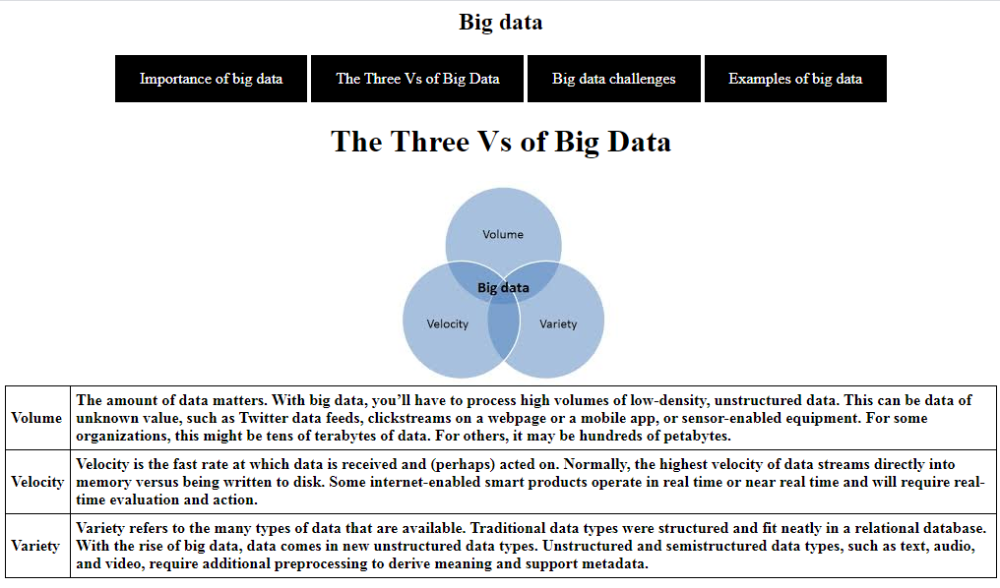 Big data
Importance of big data
The Three Vs of Big Data
Big data challenges
Examples of big data
The Three Vs of Big Data
Volume
Big data
Velocity
Variety
Volume
The amount of data matters. With big data, you’ll have to process high volumes of low-density, unstructured data. This can be data of
unknown value, such as Twitter data feeds, clickstreams on a webpage or a mobile app, or sensor-enabled equipment. For some
organizations, this might be tens of terabytes of data. For others, it may be hundreds of petabytes.
Velocity
Velocity is the fast rate at which data is received and (perhaps) acted on. Normally, the highest velocity of data streams directly into
memory versus being written to disk. Some internet-enabled smart products operate in real time or near real time and will require real-
time evaluation and action.
Variety
Variety refers to the many types of data that are available. Traditional data types were structured and fit neatly in a relational database.
With the rise of big data, data comes in new unstructured data types. Unstructured and semistructured data types, such as text, audio,
and video, require additional preprocessing to derive meaning and support metadata.